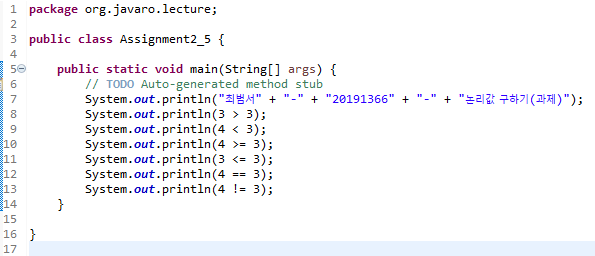 1 package org.javaro.lecture;
2
3 public class Assignment2_5 {
4
5 public static void main(String[] args) {
6 // TODO Auto-generated method stub
7 System.out.println("최범서" + "-" + "20191366" + "-" + "논리값 구하기(과제)");
8 System.out.println(3 > 3);
9 System.out.println(4 < 3);
10 System.out.println(4 >= 3);
11 System.out.println(3 <= 3);
12 System.out.println(4 == 3);
13 System.out.println(4 != 3);
14 }
15
16 }
17